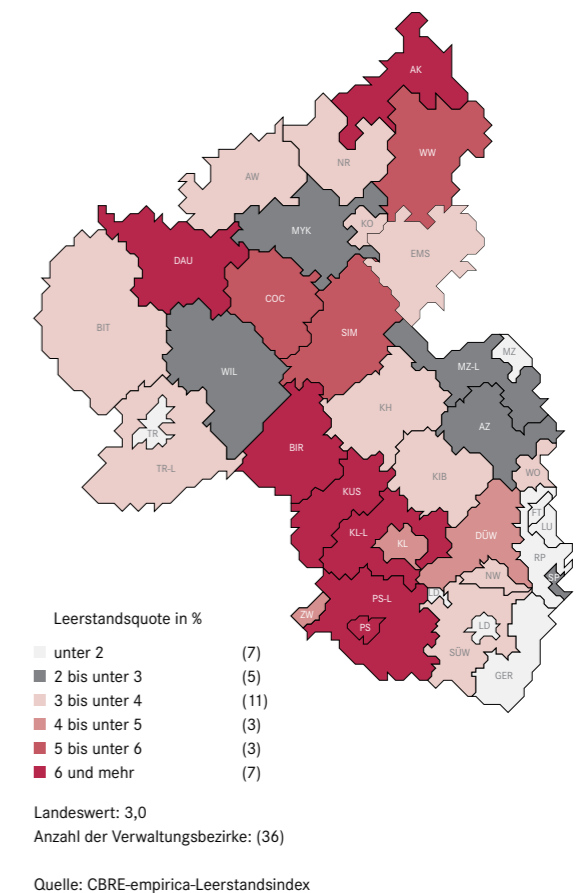 AK
NR
WW
AW
KO
MYK
EMS
DAU
COC
SIM
BIT
WIL
MZ
MZ-L
KH
AZ
TR
TR-L
BIR
KIB
WO
KUS
FT
LU
KL-L
KL
DÜW
RP
NW
SP
PS-L
LD
ZW
PS
LD
SÜW
GER
Leerstandsquote in %
unter 2 (7)
2 bis unter 3 (5)
3 bis unter 4 (11)
4 bis unter 5 (3)
5 bis unter 6 (3)
6 und mehr (7)
Landeswert: 3,0
Anzahl der Verwaltungsbezirke: (36)
Quelle: CBRE-empirica-Leerstandsindex